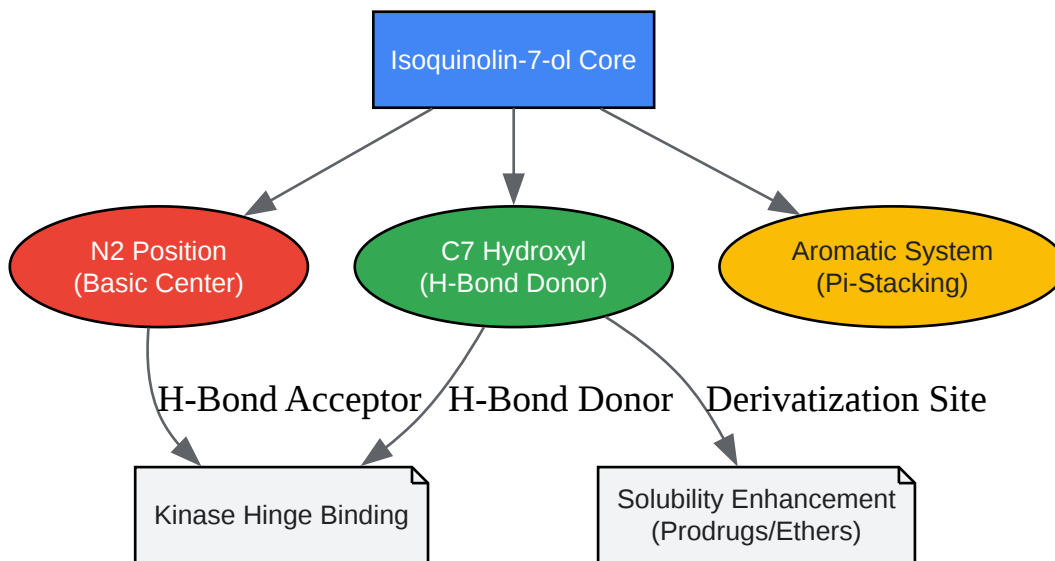 Isoquinolin-7-ol Core
N2 Position
(Basic Center)
C7 Hydroxyl
(H-Bond Donor)
Aromatic System
(Pi-Stacking)
H-Bond Acceptor
H-Bond Donor
Derivatization Site
Kinase Hinge Binding
Solubility Enhancement
(Prodrugs/Ethers)